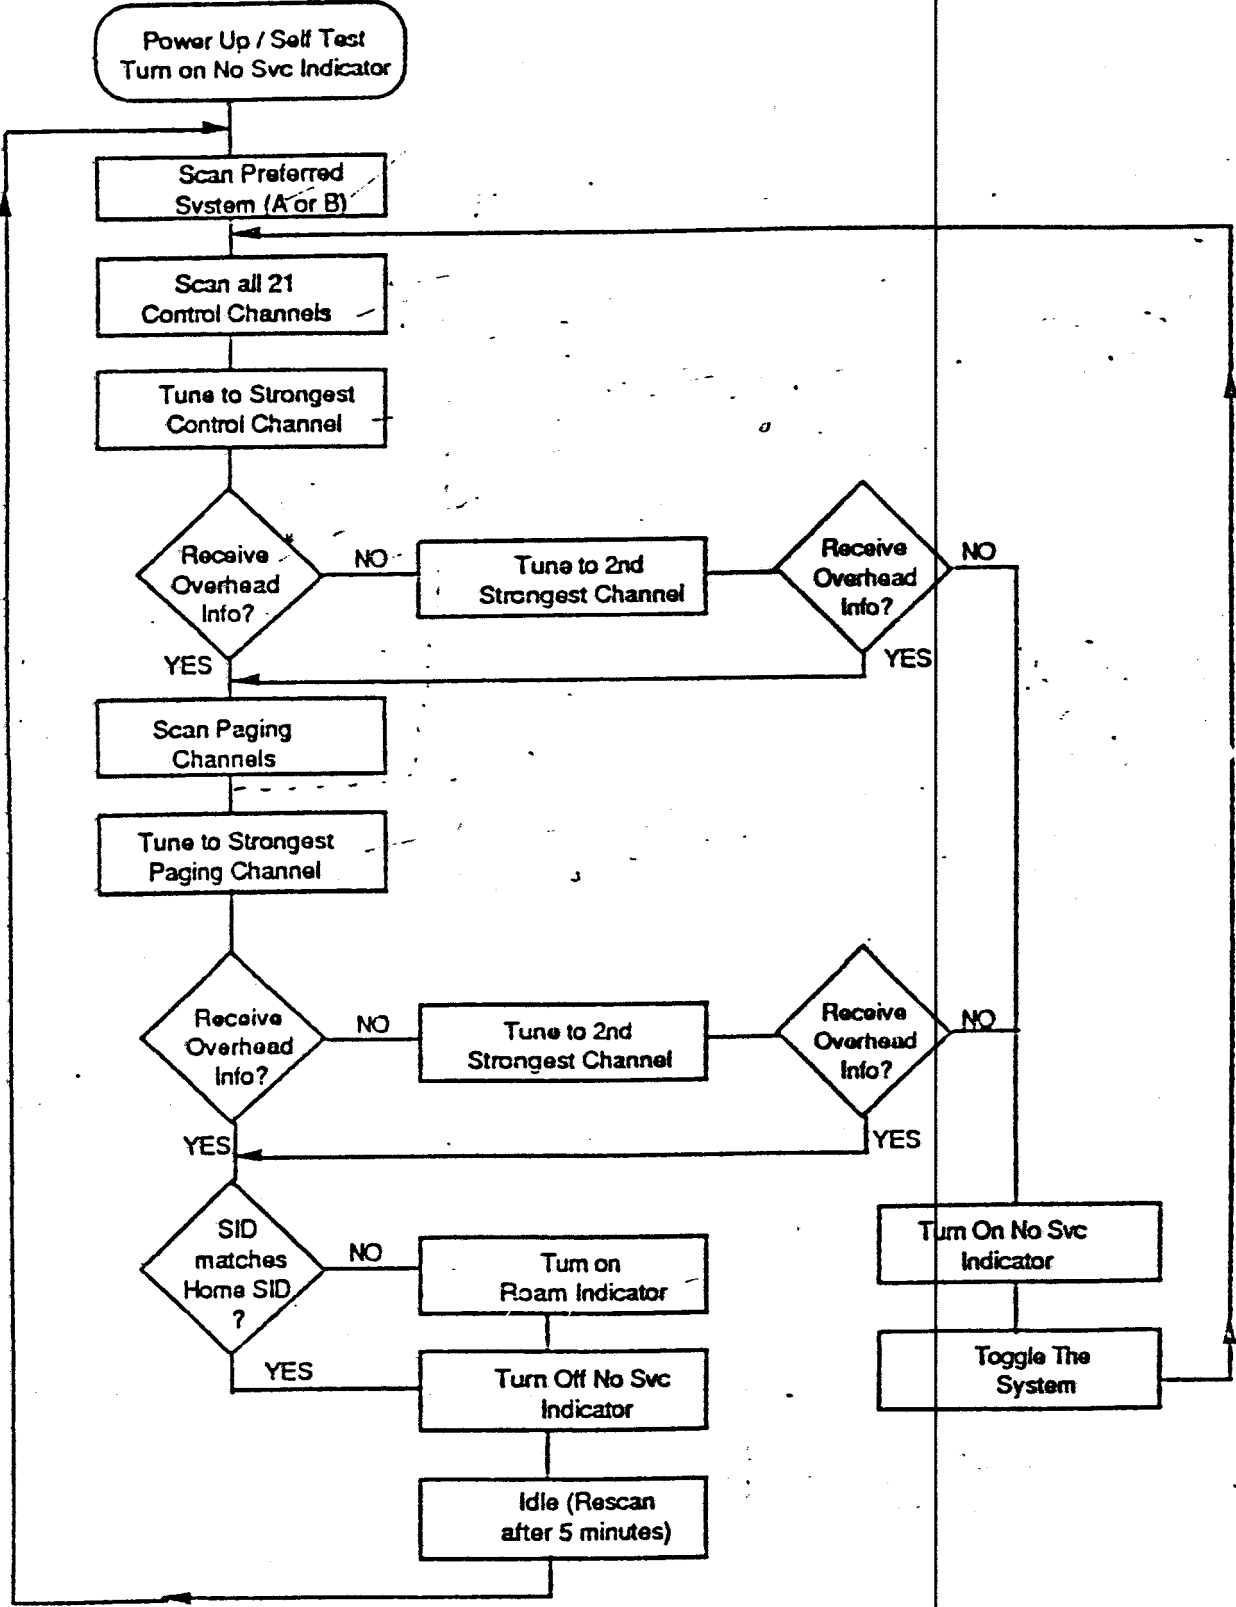 Power Up / Self Test
Turn on No Svc Indicator
Scan Preferred
System (A or B)
Scan all 21
Control Channels
Tune to Strongest
Control Channel
Receive
Overhead
Info?
NO
Tune to 2nd
Strongest Channel
Receive
Overhead
Info?
NO
YES
YES
Scan Paging
Channels
Tune to Strongest
Paging Channel
Receive
Overhead
Info?
NO
Tune to 2nd
Strongest Channel
Receive
Overhead
Info?
NO
YES
YES
SID
matches
Home SID
?
NO
Turn on
Roam Indicator
YES
Turn Off No Svc
Indicator
Idle (Rescan
after 5 minutes)
Turn On No Svc
Indicator
Toggle The
System